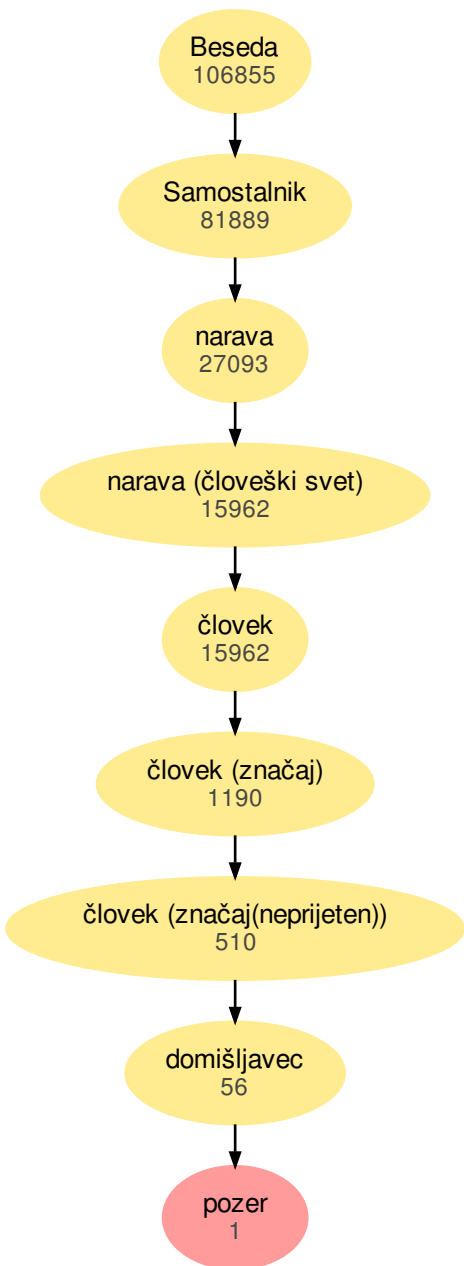 Beseda
106855
Samostalnik
81889
narava
27093
narava (človeški svet)
15962
človek
15962
človek (značaj)
1190
človek (značaj(neprijeten))
510
domišljavec
56
pozer
1